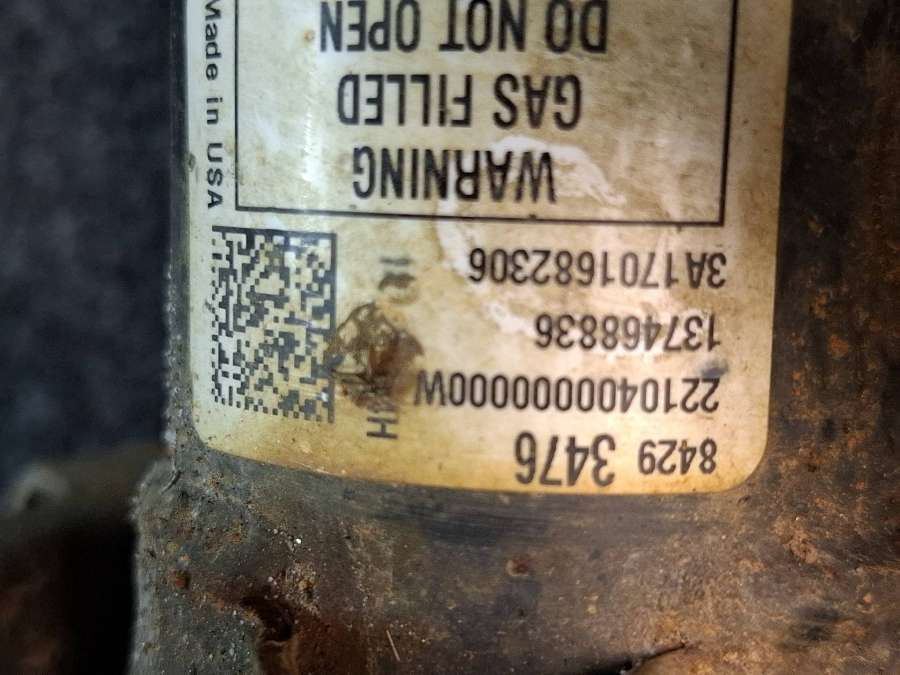 8429 3476
2210400000000W
137468836
3A1701682306
WARNING
GAS FILLED
DO NOT OPEN
Made in USA